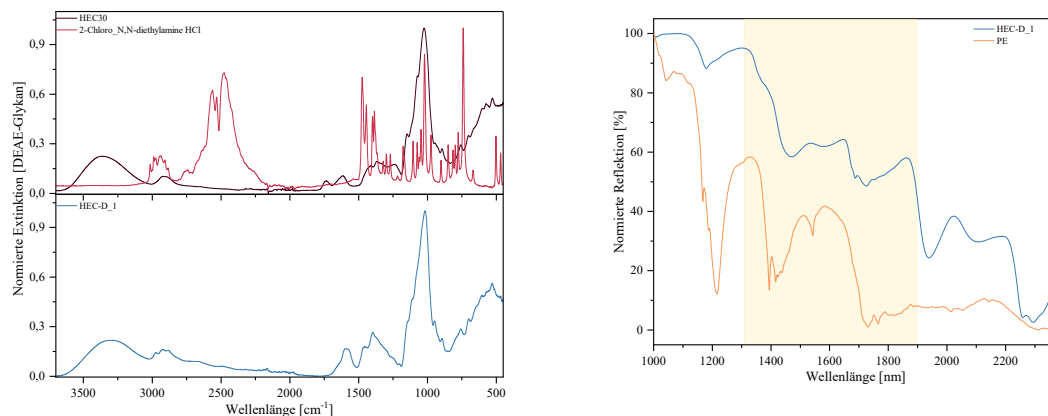 HEC30
2-Chloro_N,N-diethylamine HCl
0,9
0,6
0,3
0,0
HEC-D_1
0,9
0,6
0,3
0,0
Normierte Extinktion [DEAE-Glykan]
3500 3000 2500 2000 1500 1000 500
Wellenlänge [cm⁻¹]
HEC-D_1
PE
100
80
60
40
20
0
Normierte Reflektion [%]
1000 1200 1400 1600 1800 2000 2200
Wellenlänge [nm]